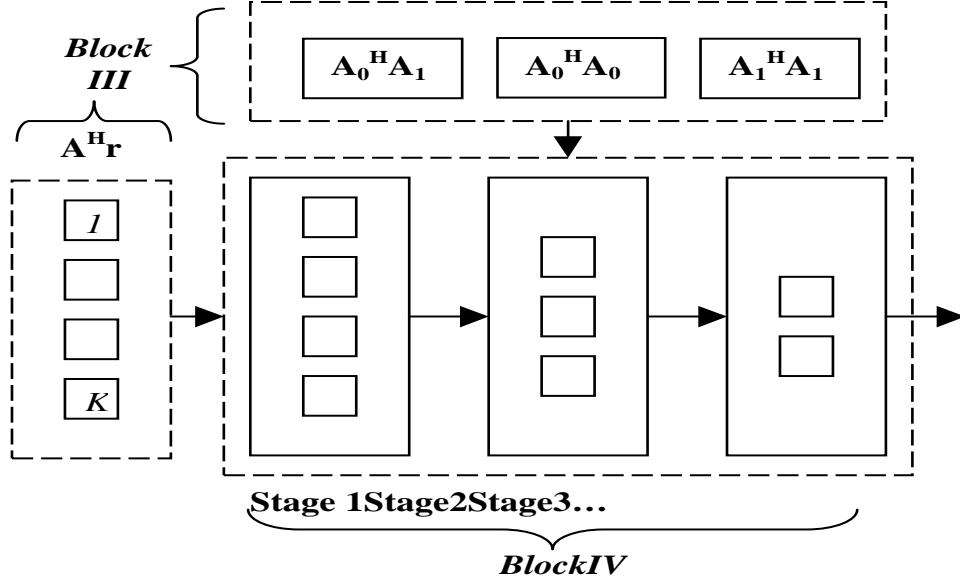 Block
III
A₀ᴴA₁
A₀ᴴA₀
A₁ᴴA₁
Aᴴr
1
K
Stage 1Stage2Stage3...
BlockIV